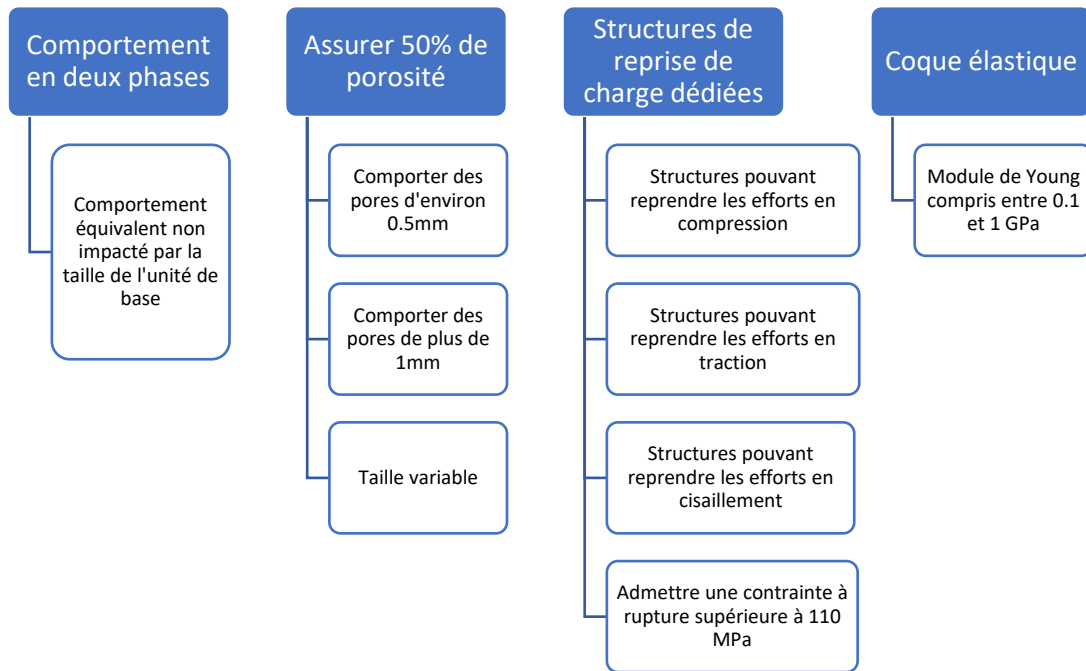 Comportement
en deux phases
Comportement
équivalent non
impacté par la
taille de l'unité de
base
Assurer 50% de
porosité
Comporter des
pores d'environ
0.5mm
Comporter des
pores de plus de
1mm
Taille variable
Structures de
reprise de
charge dédiées
Structures pouvant
reprendre les efforts en
compression
Structures pouvant
reprendre les efforts en
traction
Structures pouvant
reprendre les efforts en
cisaillement
Admettre une contrainte à
rupture supérieure à 110
MPa
Coque élastique
Module de Young
compris entre 0.1
et 1 GPa